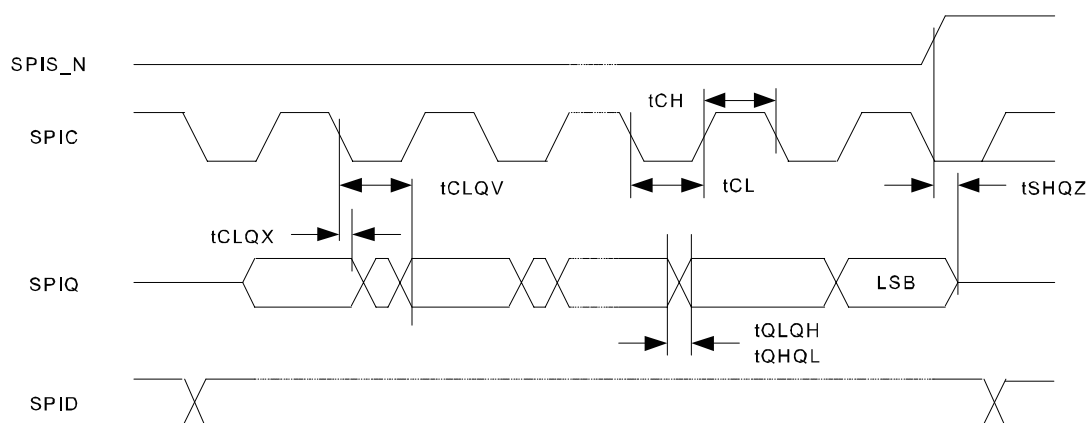 SPIS_N
tCH
SPIC
tCLQV
tCL
tSHQZ
tCLQX
SPIQ
LSB
tQLQH
tQHQL
SPID